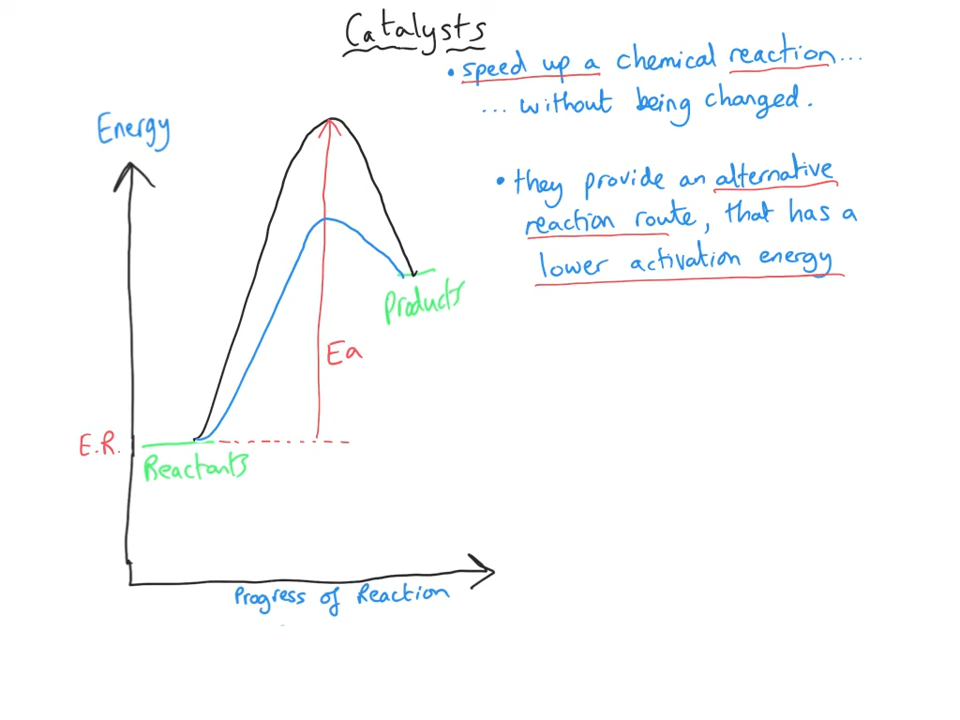 Catalysts
• speed up a chemical reaction...
... without being changed.
Energy
• they provide an alternative
reaction route, that has a
lower activation energy
Products
Ea
E.R.
Reactants
Progress of Reaction